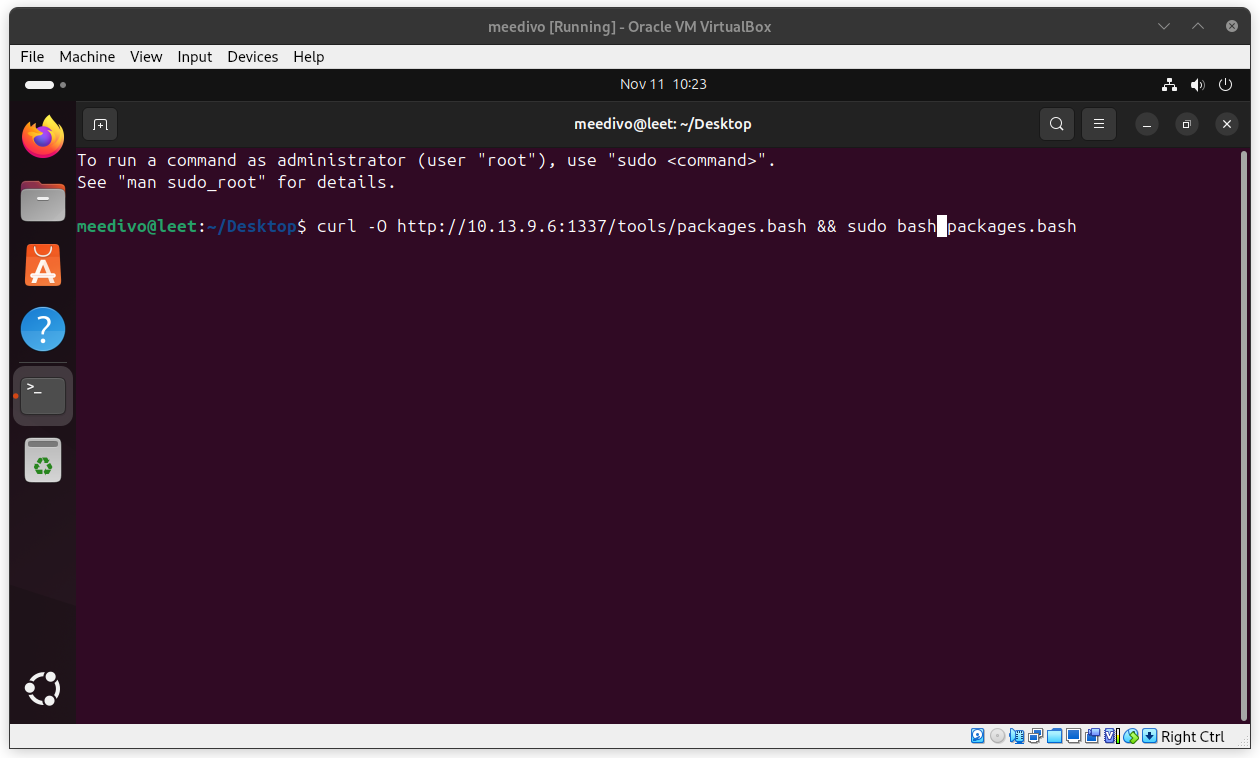 meedivo [Running] - Oracle VM VirtualBox
File Machine View Input Devices Help
Nov 11 10:23
meedivo@leet: ~/Desktop
To run a command as administrator (user "root"), use "sudo <command>".
See "man sudo_root" for details.
meedivo@leet:~/Desktop$ curl -O http://10.13.9.6:1337/tools/packages.bash && sudo bash packages.bash
Right Ctrl